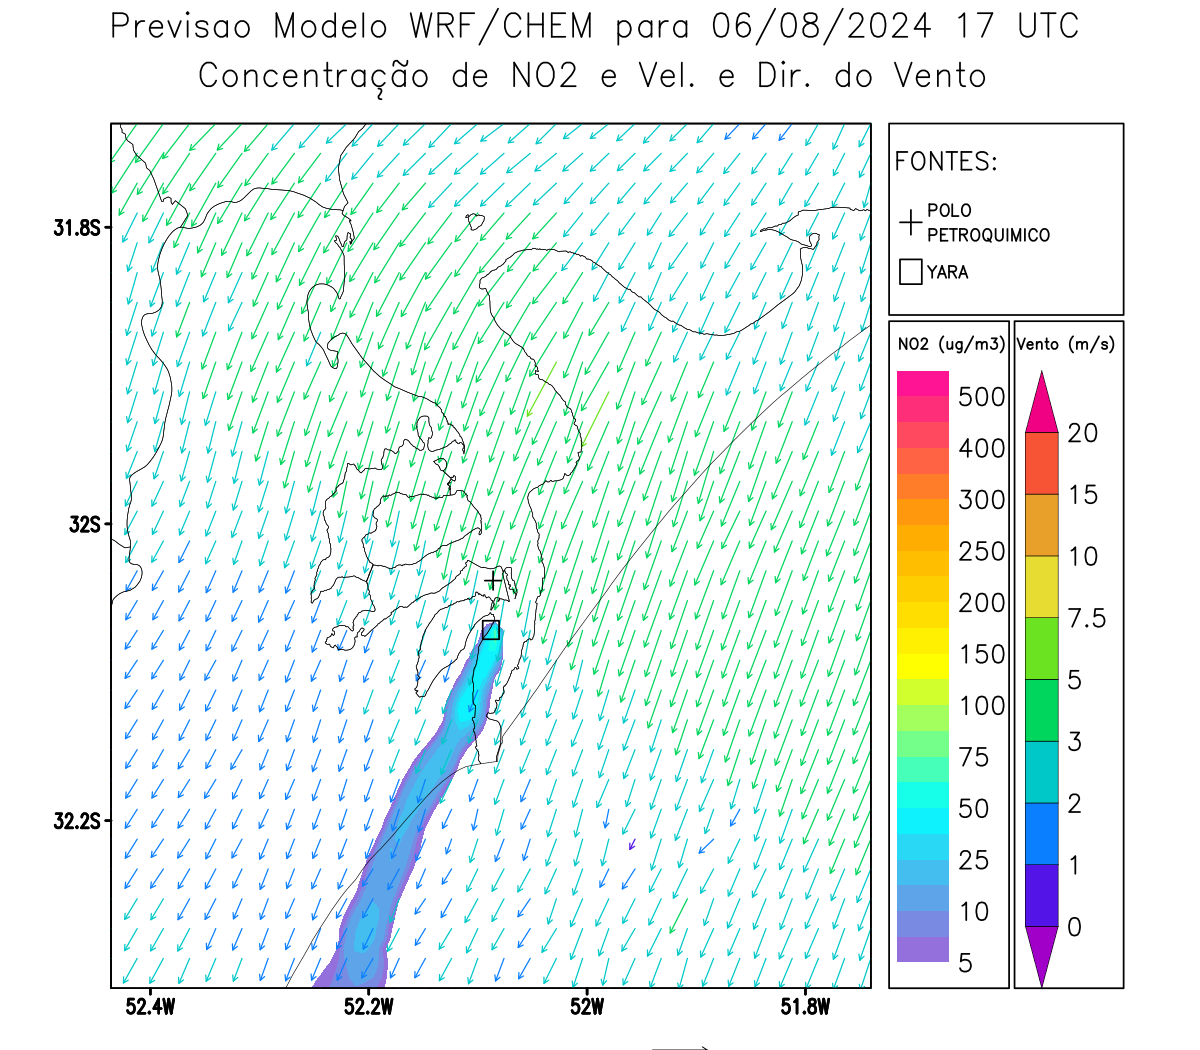 Previsao Modelo WRF/CHEM para 06/08/2024 17 UTC
Concentração de NO2 e Vel. e Dir. do Vento
FONTES:
POLO
PETROQUIMICO
YARA
31.8S
32S
32.2S
52.4W
52.2W
52W
51.8W
NO2 (ug/m3)
500
400
300
250
200
150
100
75
50
25
10
5
Vento (m/s)
20
15
10
7.5
5
3
2
1
0